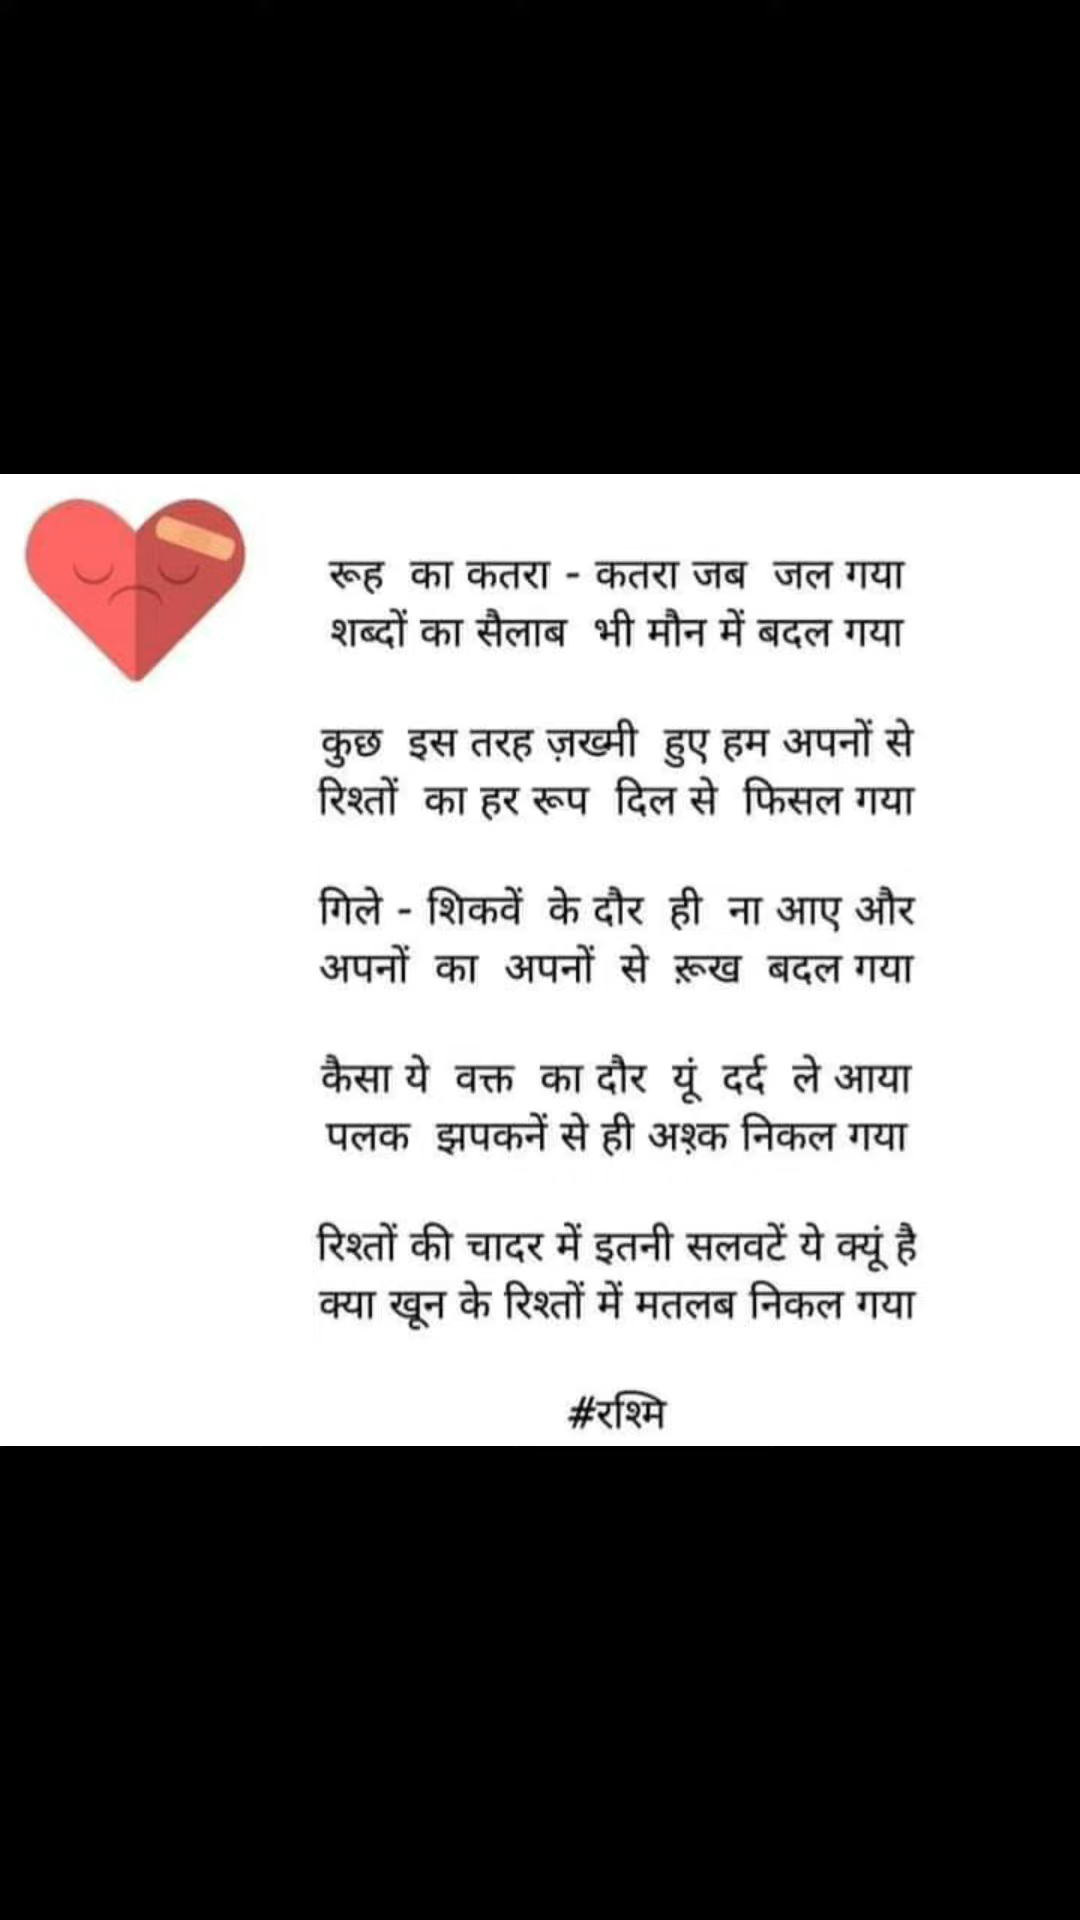 रूह का कतरा - कतरा जब जल गया
शब्दों का सैलाब भी मौन में बदल गया
कुछ इस तरह ज़ख्मी हुए हम अपनों से
रिश्तों का हर रूप दिल से फिसल गया
गिले - शिकवें के दौर ही ना आए और
अपनों का अपनों से रू़ख बदल गया
कैसा ये वक्त का दौर यूं दर्द ले आया
पलक झपकनें से ही अश़्क निकल गया
रिश्तों की चादर में इतनी सलवटें ये क्यूं है
क्या खून के रिश्तों में मतलब निकल गया
#रश्मि